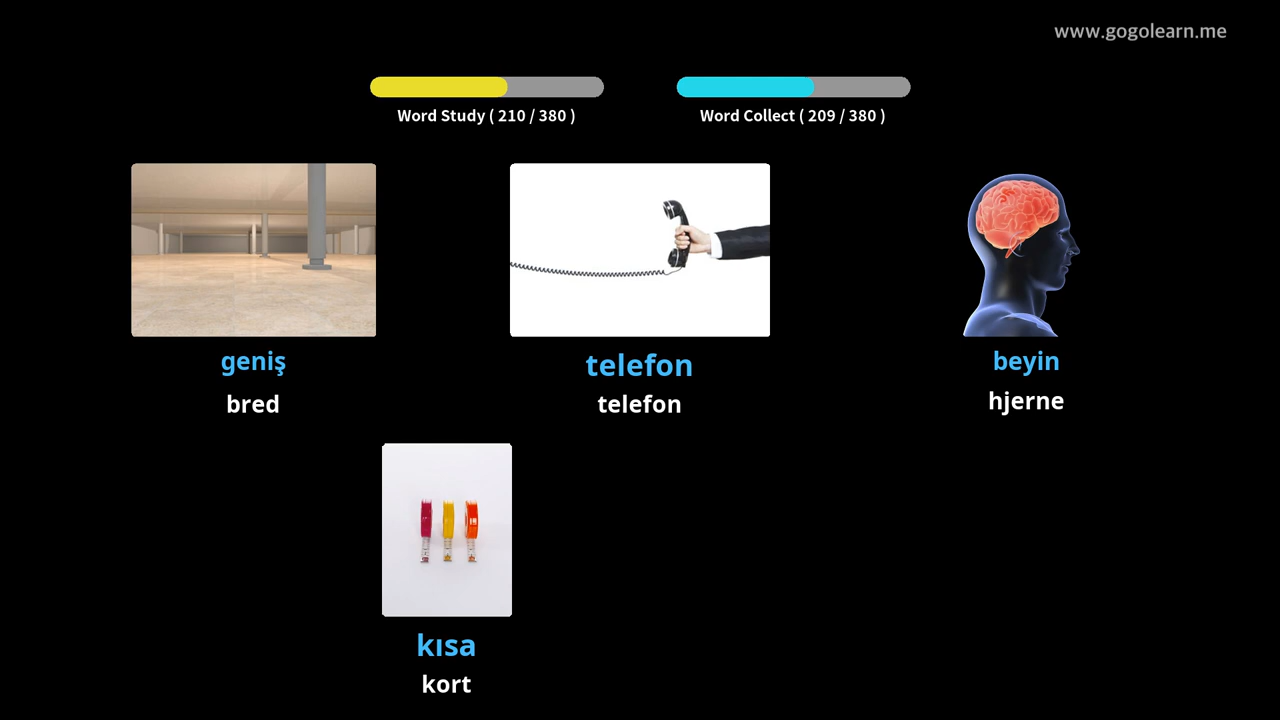 www.gogolearn.me
Word Study ( 210 / 380 )
Word Collect ( 209 / 380 )
geniş
bred
telefon
telefon
beyin
hjerne
kısa
kort